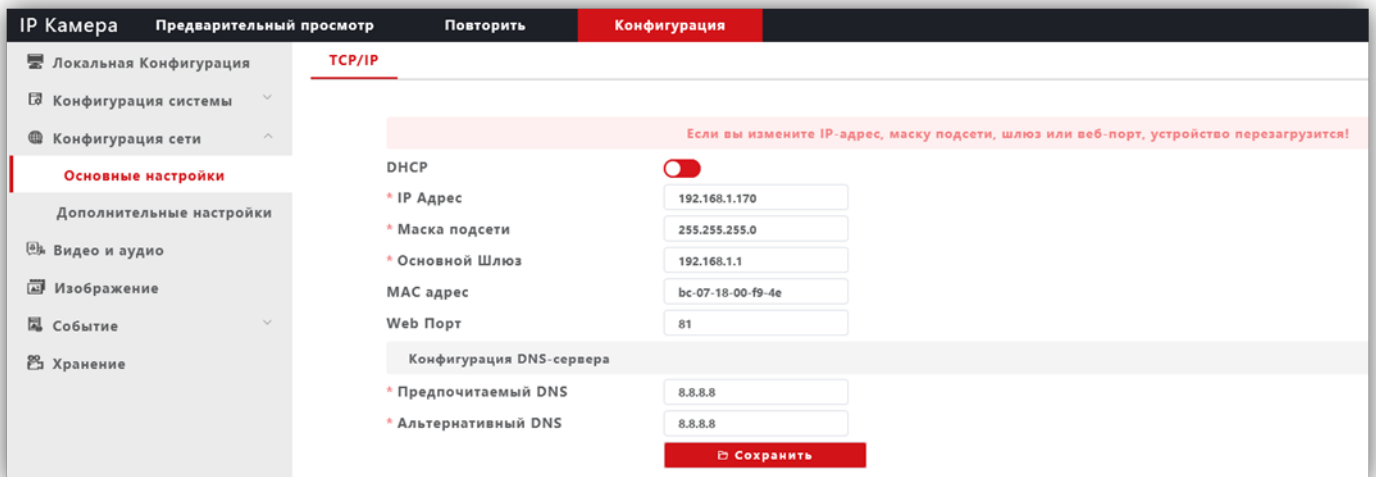 IP Камера Предварительный просмотр Повторить Конфигурация
Локальная Конфигурация
Конфигурация системы
Конфигурация сети
Основные настройки
Дополнительные настройки
Видео и аудио
Изображение
Событие
Хранение
TCP/IP
Если вы измените IP-адрес, маску подсети, шлюз или веб-порт, устройство перезагрузится!
DHCP
* IP Адрес 192.168.1.170
* Маска подсети 255.255.255.0
* Основной Шлюз 192.168.1.1
MAC адрес bc-07-18-00-f9-4e
Web Порт 81
Конфигурация DNS-сервера
* Предпочитаемый DNS 8.8.8.8
* Альтернативный DNS 8.8.8.8
Сохранить